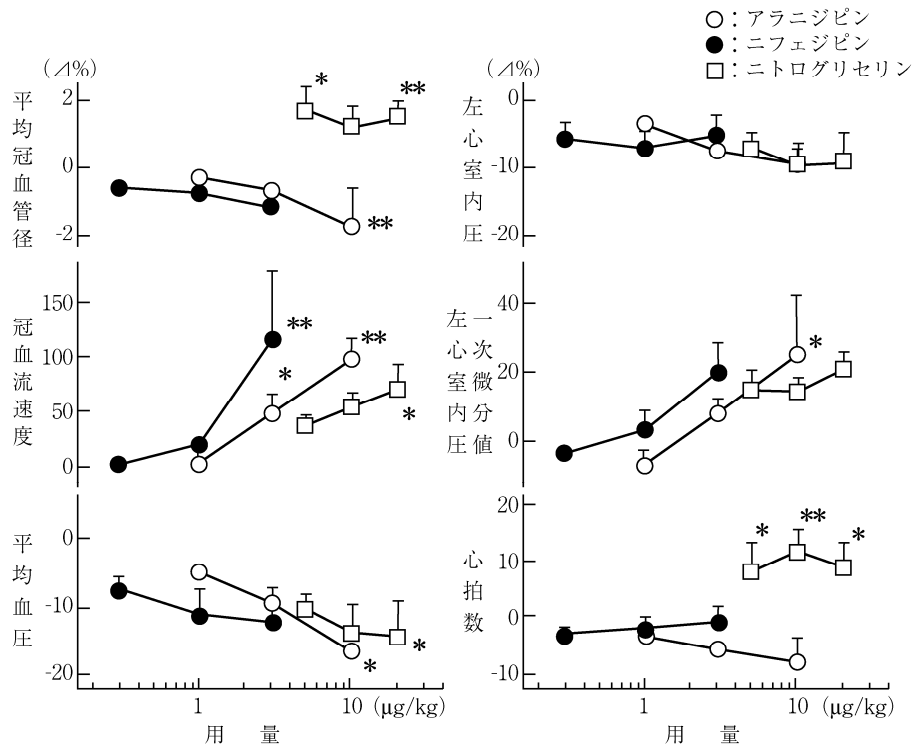 ○：アラニジピン
●：ニフェジピン
□：ニトログリセリン
(⊿%)
平均冠血管径
2
0
-2
*
**
**
(⊿%)
左心室内圧
0
-10
-20
冠血流速度
150
100
50
0
**
*
**
*
左心室内圧
一次微分値
40
20
0
*
平均血圧
0
-10
-20
*
*
1
10 (μg/kg)
用 量
心拍数
20
10
0
-10
*
**
*
1
10 (μg/kg)
用 量